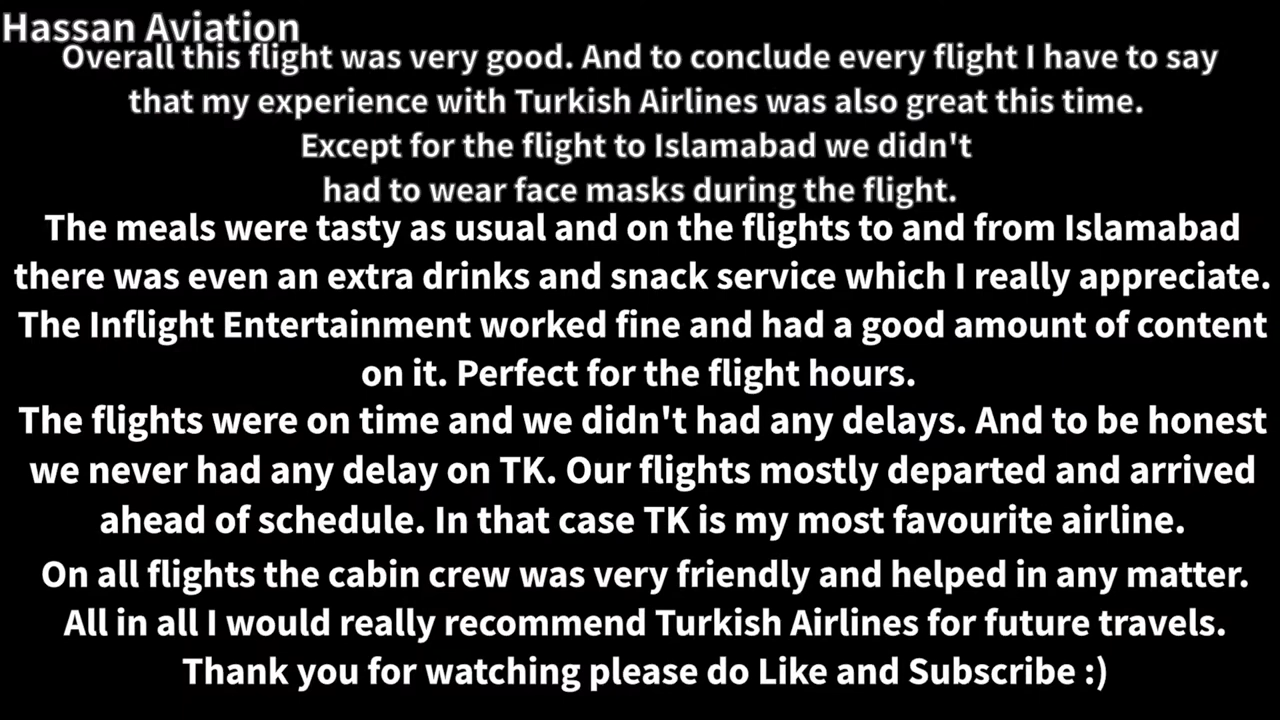 Hassan Aviation
Overall this flight was very good. And to conclude every flight I have to say
that my experience with Turkish Airlines was also great this time.
Except for the flight to Islamabad we didn't
had to wear face masks during the flight.
The meals were tasty as usual and on the flights to and from Islamabad
there was even an extra drinks and snack service which I really appreciate.
The Inflight Entertainment worked fine and had a good amount of content
on it. Perfect for the flight hours.
The flights were on time and we didn't had any delays. And to be honest
we never had any delay on TK. Our flights mostly departed and arrived
ahead of schedule. In that case TK is my most favourite airline.
On all flights the cabin crew was very friendly and helped in any matter.
All in all I would really recommend Turkish Airlines for future travels.
Thank you for watching please do Like and Subscribe :)